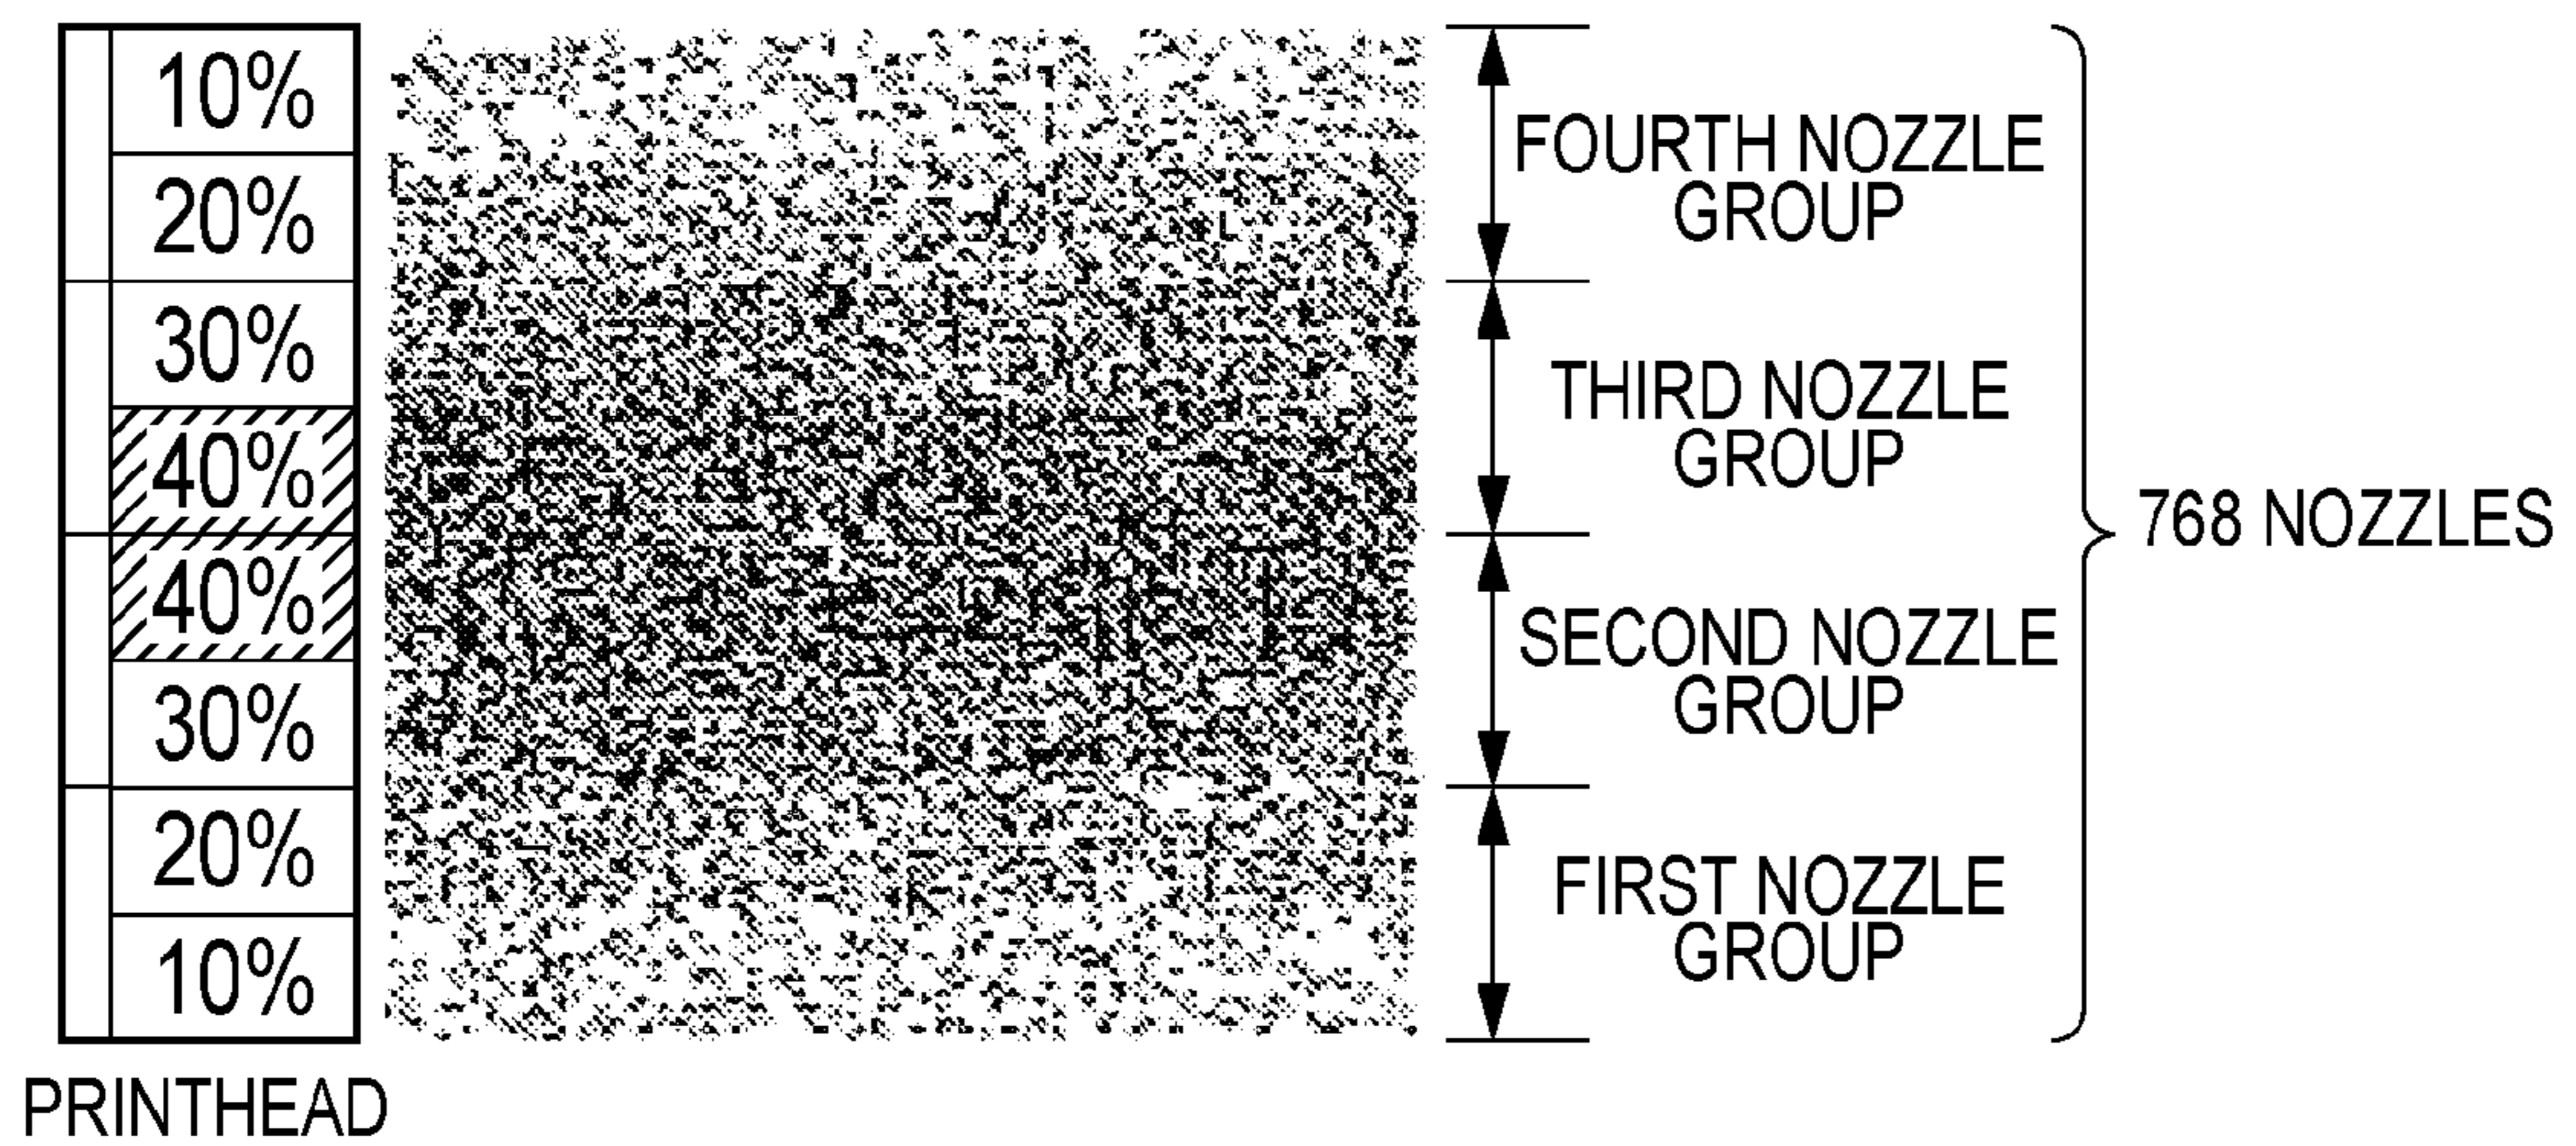 10%
20%
30%
40%
40%
30%
20%
10%
PRINTHEAD
FOURTH NOZZLE
GROUP
THIRD NOZZLE
GROUP
SECOND NOZZLE
GROUP
FIRST NOZZLE
GROUP
768 NOZZLES